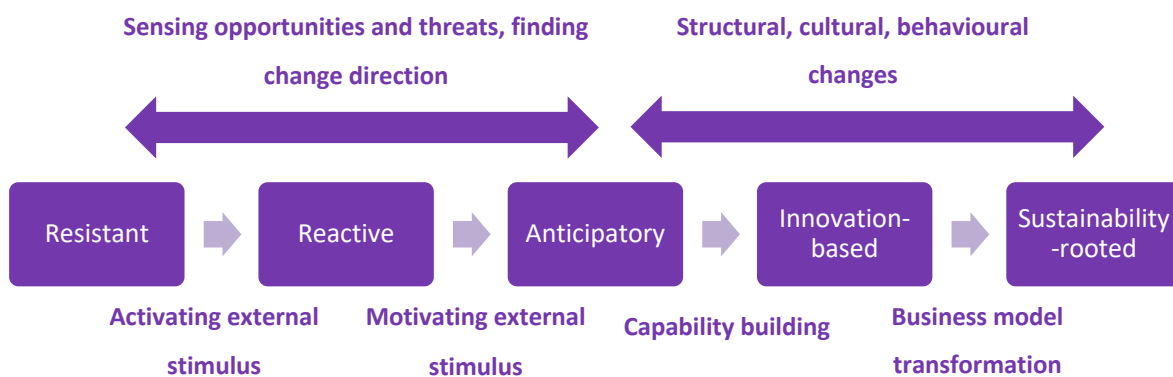 Sensing opportunities and threats, finding
change direction
Structural, cultural, behavioural
changes
Resistant
Reactive
Anticipatory
Innovation-
based
Sustainability
-rooted
Activating external
stimulus
Motivating external
stimulus
Capability building
Business model
transformation